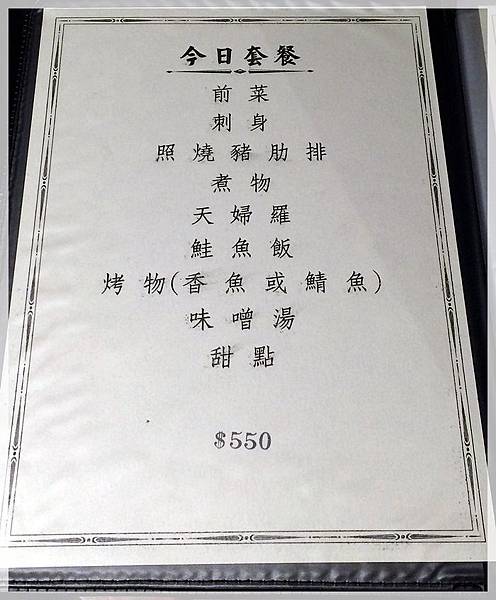 今日套餐
前菜
刺身
照燒豬肋排
煮物
天婦羅
鮭魚飯
烤物(香魚或鯖魚)
味噌湯
甜點
$550